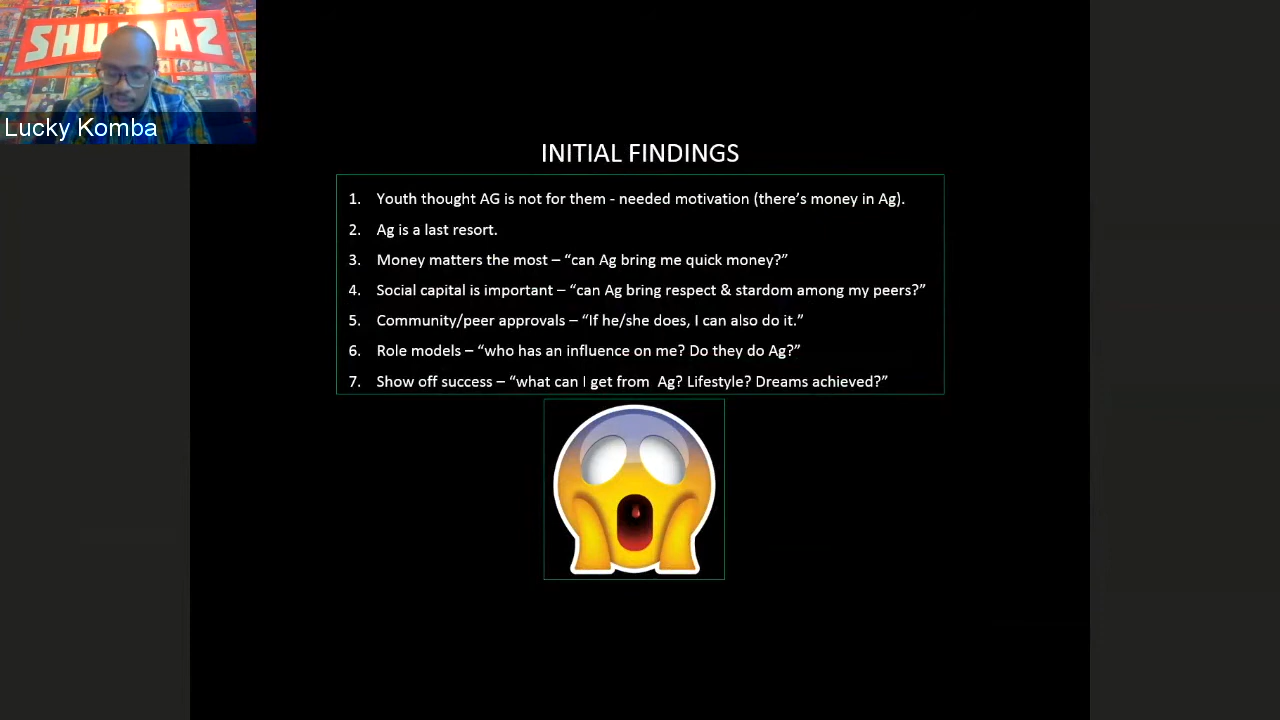 SHUJAAZ
Lucky Komba
INITIAL FINDINGS
1. Youth thought AG is not for them - needed motivation (there’s money in Ag).
2. Ag is a last resort.
3. Money matters the most – “can Ag bring me quick money?”
4. Social capital is important – “can Ag bring respect & stardom among my peers?”
5. Community/peer approvals – “If he/she does, I can also do it.”
6. Role models – “who has an influence on me? Do they do Ag?”
7. Show off success – “what can I get from  Ag? Lifestyle? Dreams achieved?”